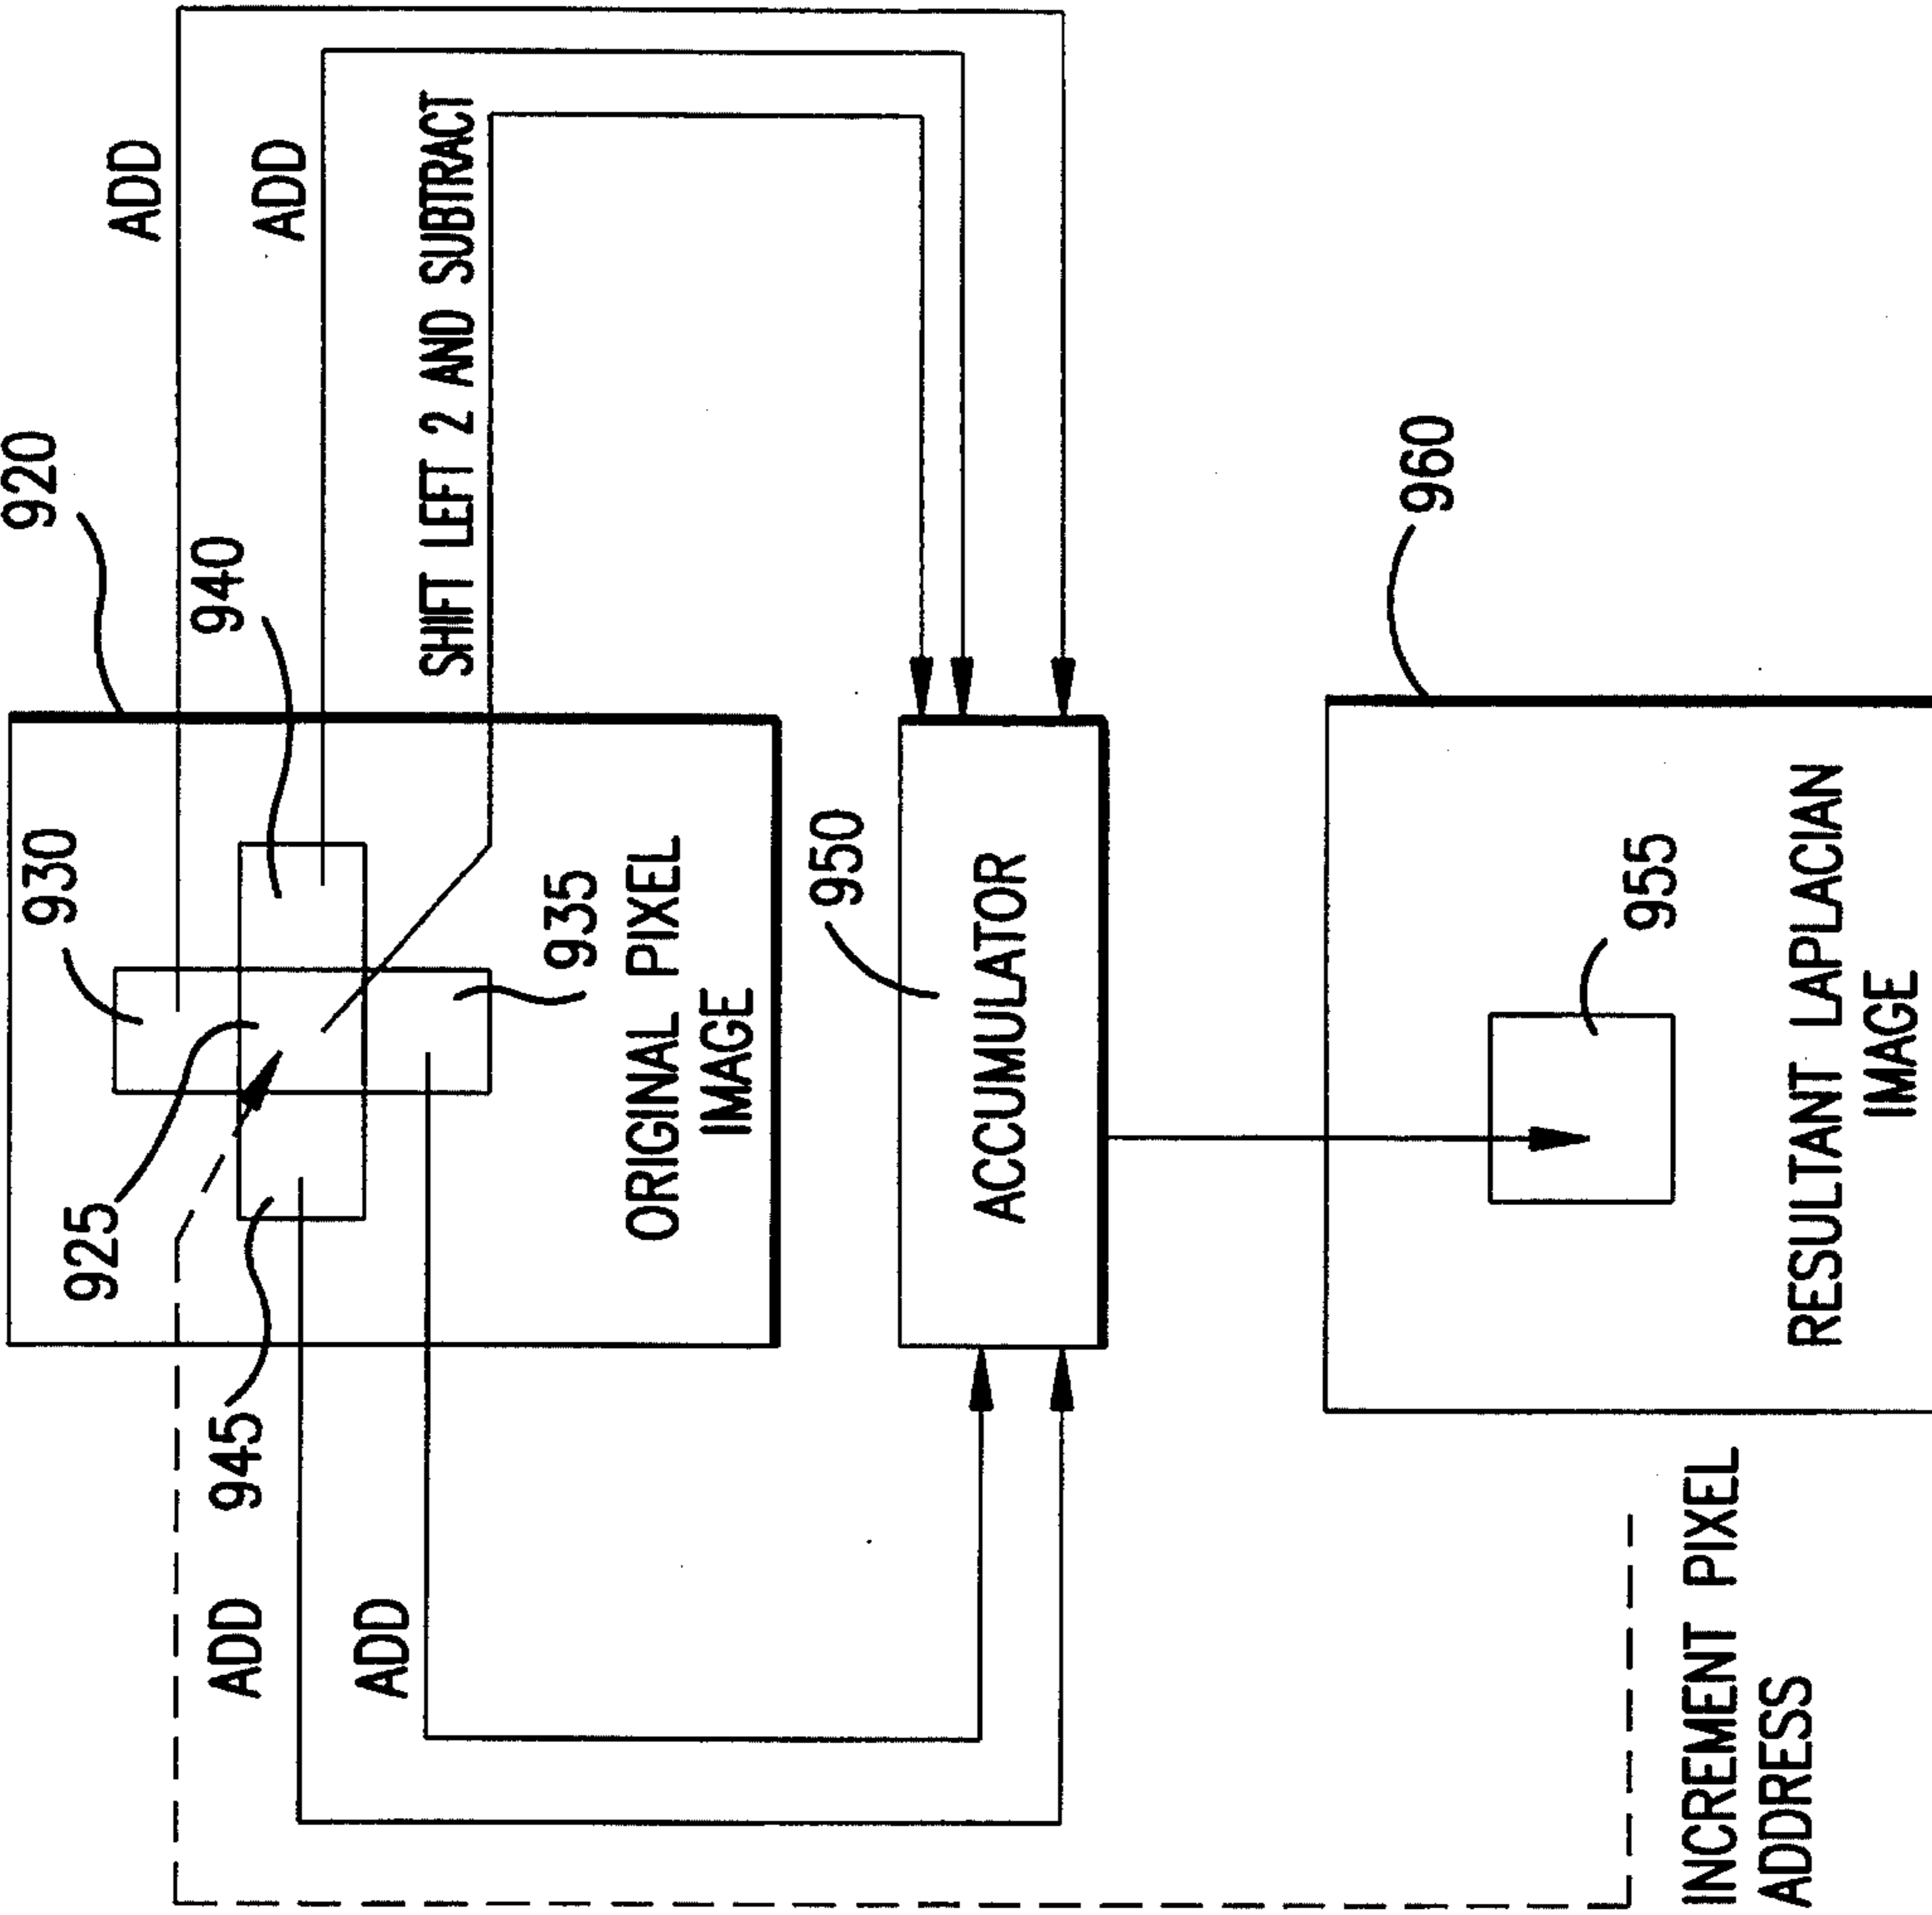 920
ADD
930
940
ADD
925
945
SHIFT LEFT 2 AND SUBTRACT
ADD
935
ADD
ORIGINAL PIXEL
IMAGE
950
ACCUMULATOR
960
955
INCREMENT PIXEL
ADDRESS
RESULTANT LAPLACIAN
IMAGE